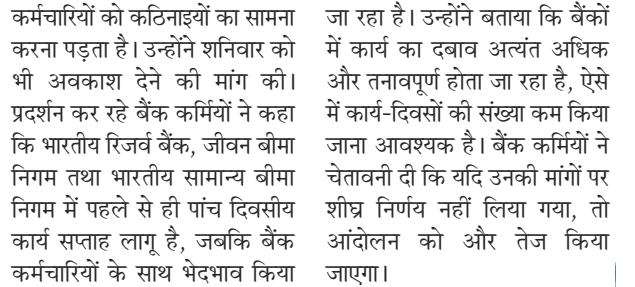 कर्मचारियों को कठिनाइयों का सामना
करना पड़ता है। उन्होंने शनिवार को
भी अवकाश देने की मांग की।
प्रदर्शन कर रहे बैंक कर्मियों ने कहा
कि भारतीय रिजर्व बैंक, जीवन बीमा
निगम तथा भारतीय सामान्य बीमा
निगम में पहले से ही पांच दिवसीय
कार्य सप्ताह लागू है, जबकि बैंक
कर्मचारियों के साथ भेदभाव किया
जा रहा है। उन्होंने बताया कि बैंकों
में कार्य का दबाव अत्यंत अधिक
और तनावपूर्ण होता जा रहा है, ऐसे
में कार्य-दिवसों की संख्या कम किया
जाना आवश्यक है। बैंक कर्मियों ने
चेतावनी दी कि यदि उनकी मांगों पर
शीघ्र निर्णय नहीं लिया गया, तो
आंदोलन को और तेज किया
जाएगा।